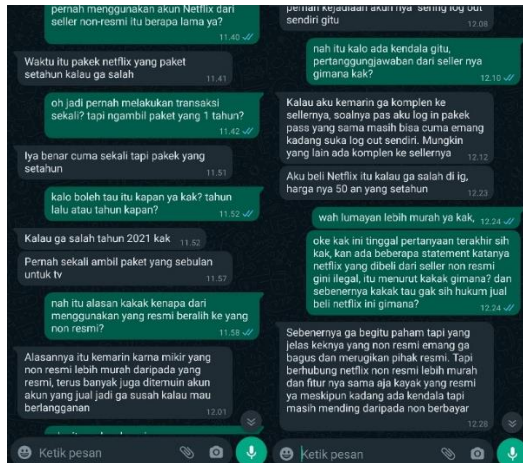 pernah menggunakan akun Netflix dari
seller non-resmi itu berapa lama ya?
11.40
Waktu itu pakek netflix yang paket
setahun kalau ga salah
11.41
oh jadi pernah melakukan transaksi
sekali? tapi ngambil paket yang 1 tahun?
11.42
Iya benar cuma sekali tapi pakek yang
setahun
11.51
kalo boleh tau itu kapan ya kak? tahun
lalu atau tahun kapan?
11.52
Kalau ga salah tahun 2021 kak
11.52
Pernah sekali ambil paket yang sebulan
untuk tv
11.57
nah itu alasan kakak kenapa dari
menggunakan yang resmi beralih ke yang
non resmi?
11.58
Alasannya itu kemarin karna mikir yang
non resmi lebih murah daripada yang
resmi, terus banyak juga ditemuin akun
akun yang jual jadi ga susah kalau mau
berlangganan
12.01
Ketik pesan
pernah kejadiaan akun nya sering log out
sendiri gitu
12.08
nah itu kalo ada kendala gitu,
pertanggungjawaban dari seller nya
gimana kak?
12.10
Kalau aku kemarin ga komplen ke
sellernya, soalnya pas aku log in pakek
pass yang sama masih bisa cuma emang
kadang suka log out sendiri. Mungkin
yang lain ada komplen ke sellernya
12.12
Aku beli Netflix itu kalau ga salah di ig,
harga nya 50 an yang setahun
12.23
wah lumayan lebih murah ya kak,
12.24
oke kak ini tinggal pertanyaan terakhir sih
kak, kan ada beberapa statement katanya
netflix yang dibeli dari seller non resmi
gini ilegal, itu menurut kakak gimana? dan
sebenernya kakak tau gak sih hukum jual
beli netflix ini gimana?
12.24
Sebenernya ga begitu paham tapi yang
jelas keknya yang non resmi emang ga
bagus dan merugikan pihak resmi. Tapi
berhubung netflix non resmi lebih murah
dan fitur nya sama aja kayak yang resmi
ya meskipun kadang ada kendala tapi
masih mending daripada non berbayar
12.28
Ketik pesan